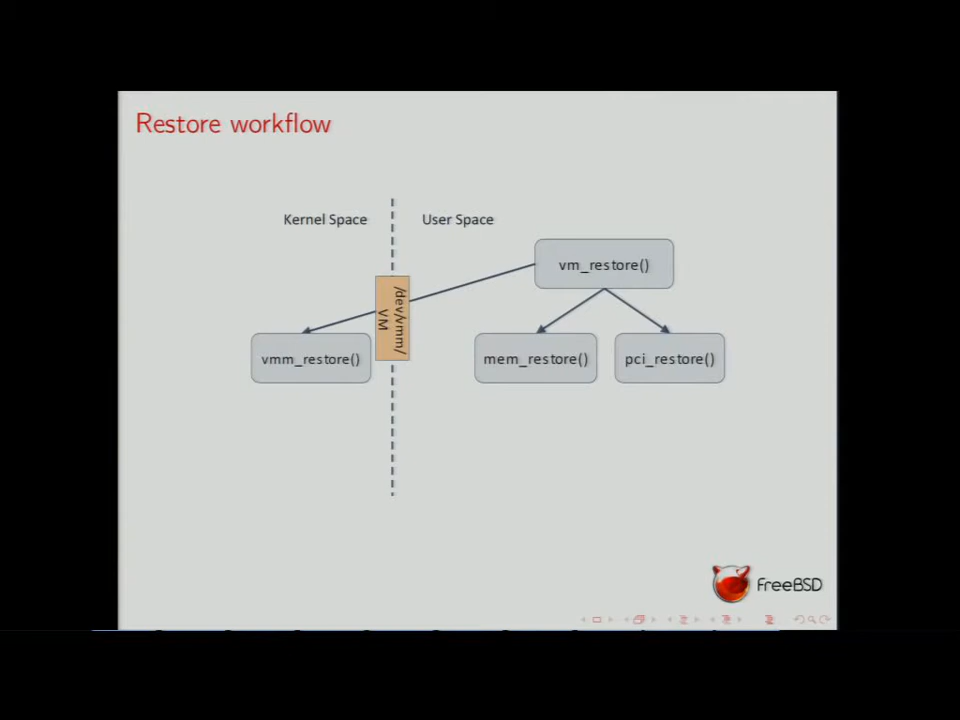 Restore workflow
Kernel Space
User Space
vm_restore()
/dev/vmm/
VM
vmm_restore()
mem_restore()
pci_restore()
FreeBSD